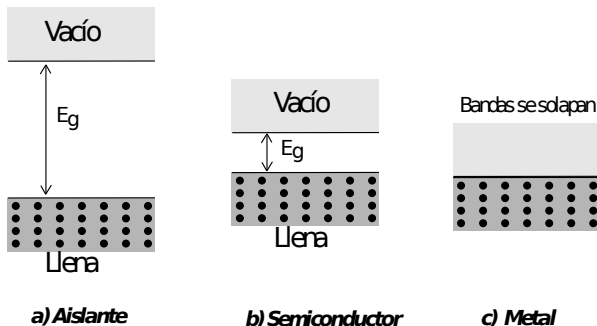 Vacío
Eg
Llena
a) Aislante
Vacío
Eg
Llena
b) Semiconductor
Bandas se solapan
c) Metal